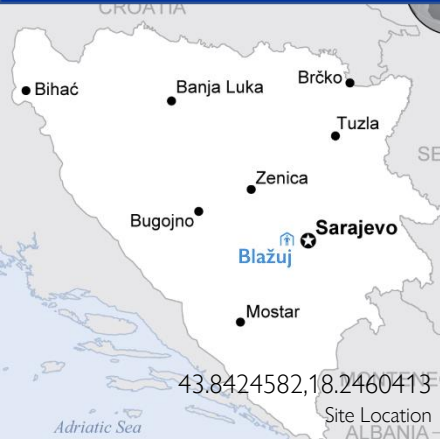 CROATIA
Bihać
Banja Luka
Brčko
Tuzla
SE
Zenica
Bugojno
Sarajevo
Blažuj
Mostar
43.8424582,18.2460413
MONTENE
Site Location
Adriatic Sea
ALBANIA